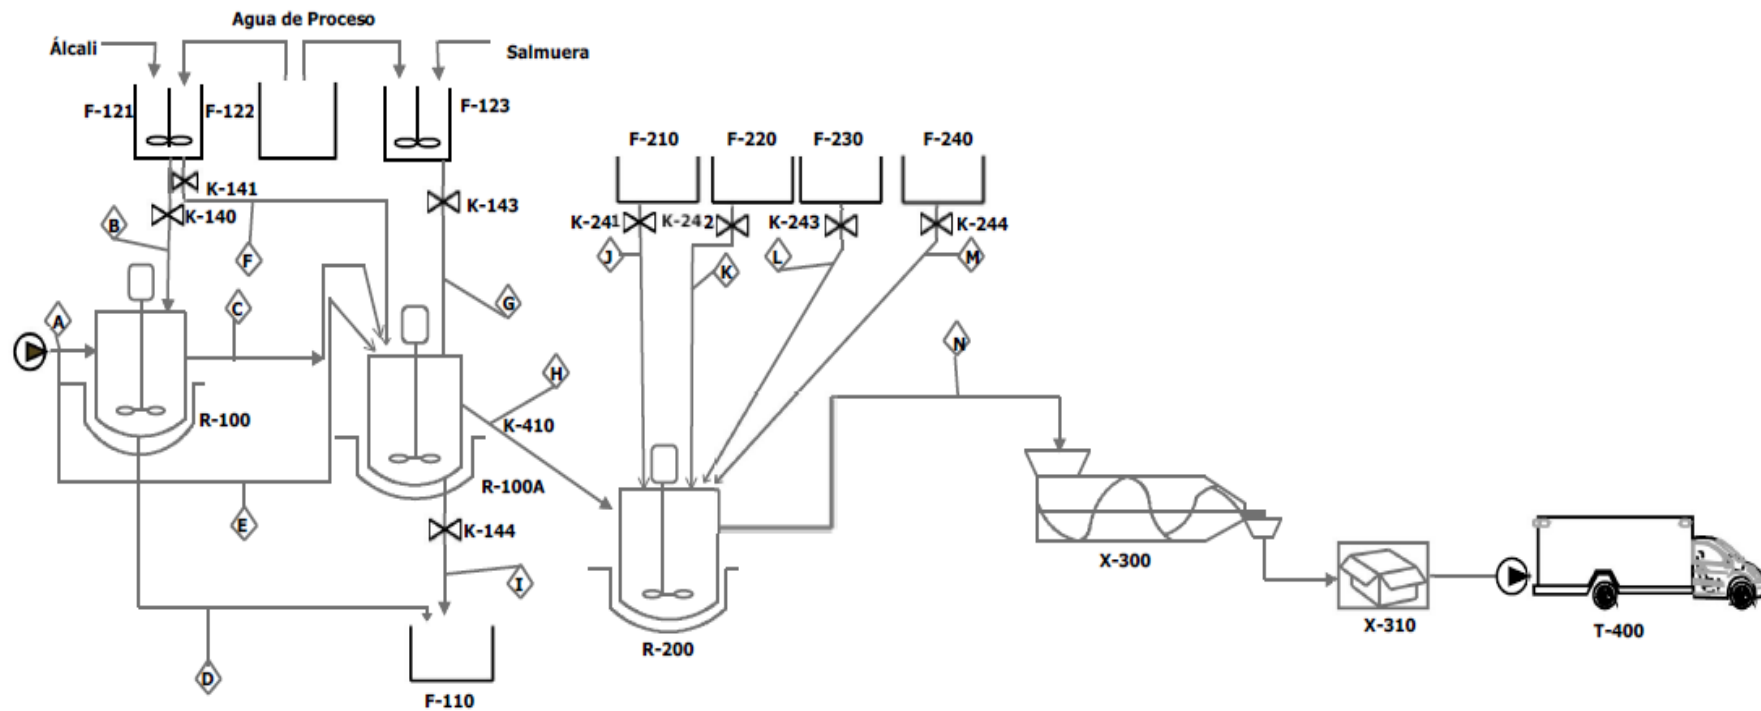 Agua de Proceso
Álcali
Salmuera
F-121
F-122
F-123
F-210
F-220
F-230
F-240
K-141
K-140
K-143
K-241
K-242
K-243
K-244
B
F
J
K
L
M
A
C
G
N
H
R-100
K-410
R-100A
E
K-144
X-300
I
X-310
T-400
R-200
D
F-110